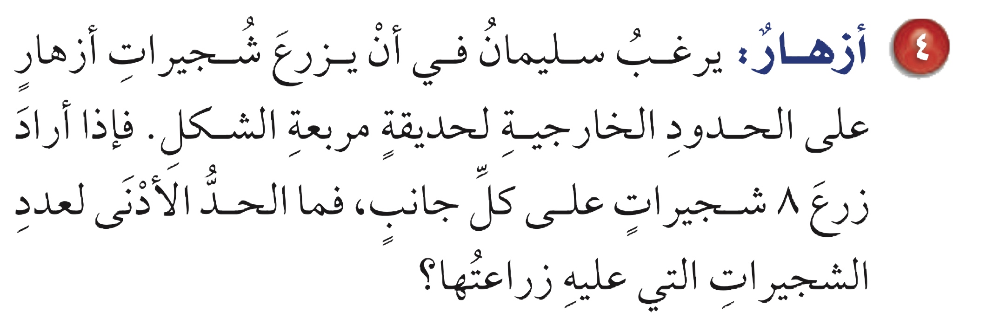 ٤ أزهارٌ: يرغبُ سليمانُ في أنْ يزرعَ شُجيراتِ أزهارٍ
على الحدودِ الخارجيةِ لحديقةٍ مربعةِ الشكلِ. فإذا أرادَ
زرعَ ٨ شجيراتٍ على كلِّ جانبٍ، فما الحدُّ الأدْنَى لعددِ
الشجيراتِ التي عليهِ زراعتُها؟